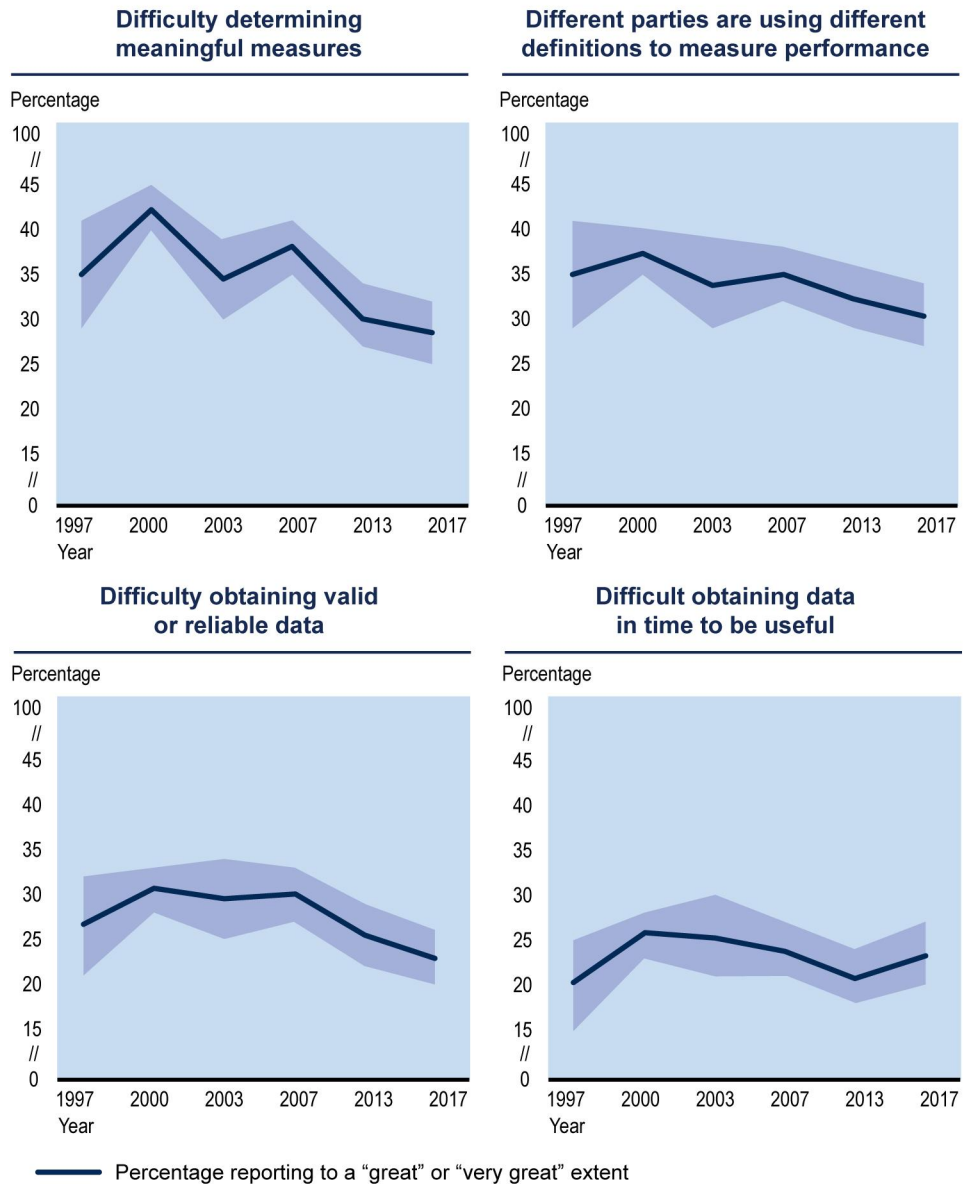 Difficulty determining
meaningful measures
Percentage
100
//
45
40
35
30
25
20
15
//
0
1997 2000 2003 2007 2013 2017
Year
Different parties are using different
definitions to measure performance
Percentage
100
//
45
40
35
30
25
20
15
//
0
1997 2000 2003 2007 2013 2017
Year
Difficulty obtaining valid
or reliable data
Percentage
100
//
45
40
35
30
25
20
15
//
0
1997 2000 2003 2007 2013 2017
Year
Difficult obtaining data
in time to be useful
Percentage
100
//
45
40
35
30
25
20
15
//
0
1997 2000 2003 2007 2013 2017
Year
Percentage reporting to a “great” or “very great” extent